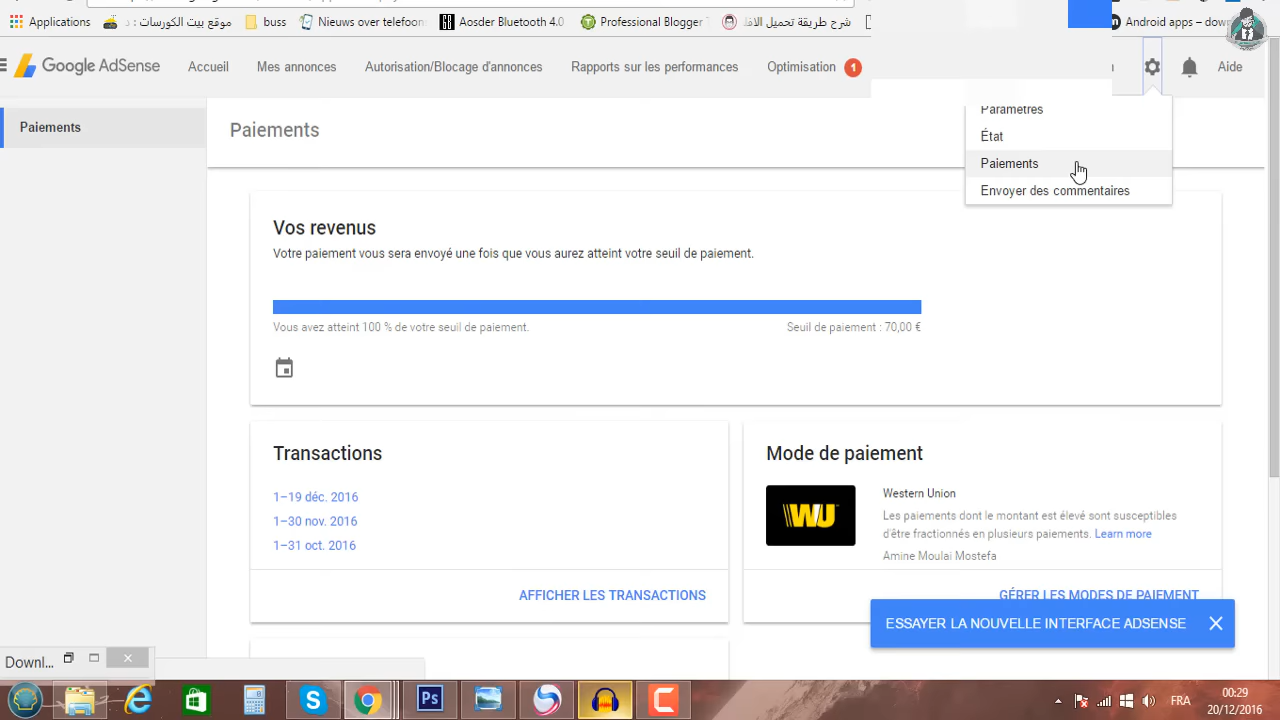 Applications
موقع بيت الكورسات : د
buss
Nieuws over telefoon
Aosder Bluetooth 4.0
Professional Blogger T
شرح طريقة تحميل الار
Android apps – down
Google AdSense
Accueil
Mes annonces
Autorisation/Blocage d'annonces
Rapports sur les performances
Optimisation
1
Aide
Paiements
Paiements
Paramètres
État
Paiements
Envoyer des commentaires
Vos revenus
Votre paiement vous sera envoyé une fois que vous aurez atteint votre seuil de paiement.
Vous avez atteint 100 % de votre seuil de paiement.
Seuil de paiement : 70,00 €
Transactions
1–19 déc. 2016
1–30 nov. 2016
1–31 oct. 2016
AFFICHER LES TRANSACTIONS
Mode de paiement
WU
Western Union
Les paiements dont le montant est élevé sont susceptibles
d'être fractionnés en plusieurs paiements. Learn more
Amine Moulai Mostefa
GÉRER LES MODES DE PAIEMENT
ESSAYER LA NOUVELLE INTERFACE ADSENSE
Downl...
Ps
FRA
00:29
20/12/2016